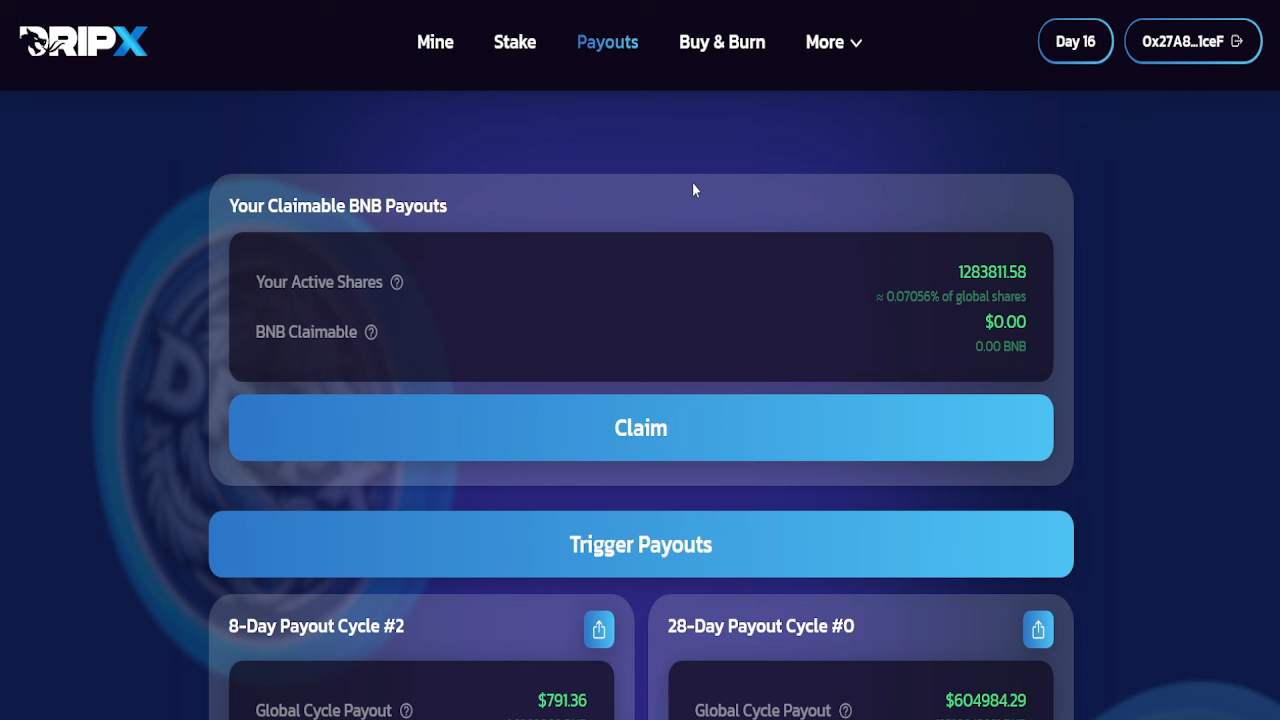 DRIPX
Mine Stake Payouts Buy & Burn More
Day 16
0x27A8...1ceF
Your Claimable BNB Payouts
Your Active Shares
1283811.58
≈ 0.07056% of global shares
BNB Claimable
$0.00
0.00 BNB
Claim
Trigger Payouts
8-Day Payout Cycle #2
Global Cycle Payout
$791.36
28-Day Payout Cycle #0
Global Cycle Payout
$604984.29